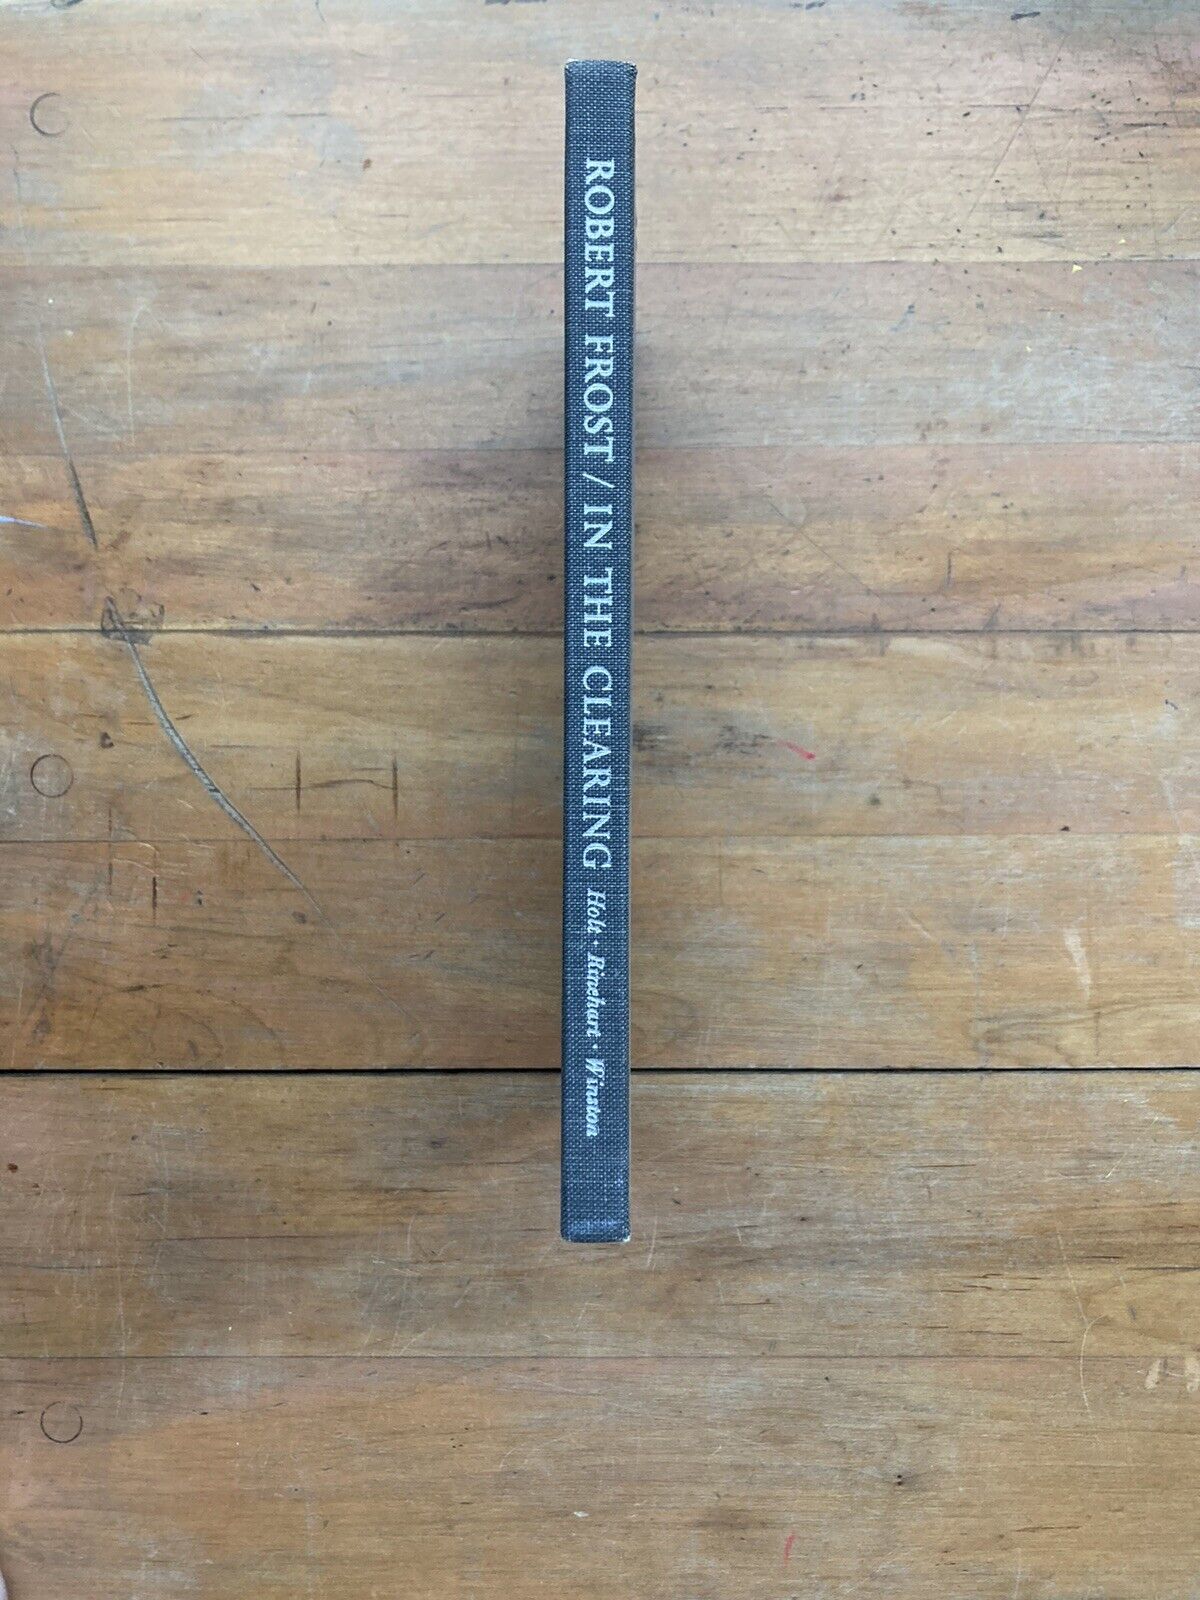 ROBERT FROST / IN THE CLEARING Holt · Rinehart · Winston